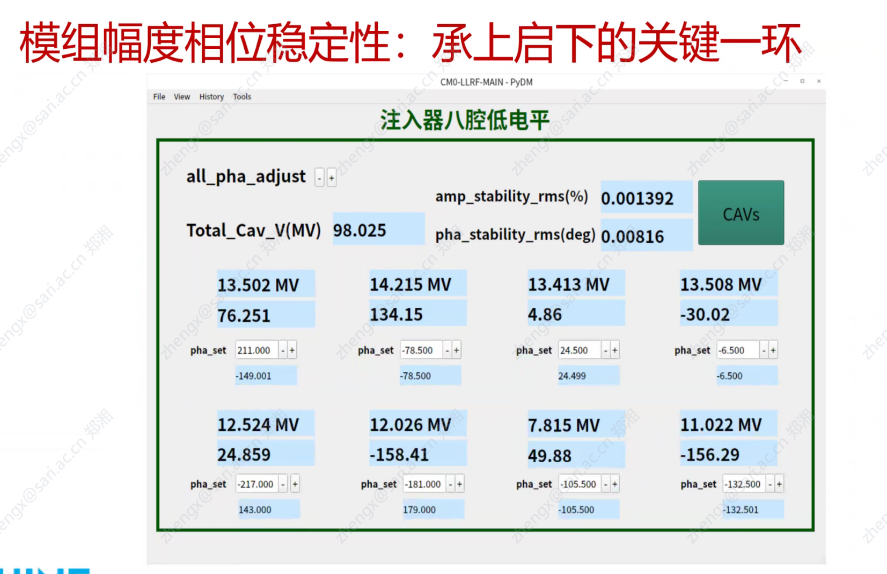 模组幅度相位稳定性：承上启下的关键一环
CM0-LLRF-MAIN - PyDM
File View History Tools
注入器八腔低电平
all_pha_adjust - +
amp_stability_rms(%) 0.001392
CAVs
Total_Cav_V(MV) 98.025
pha_stability_rms(deg) 0.00816
13.502 MV 14.215 MV 13.413 MV 13.508 MV
76.251 134.15 4.86 -30.02
pha_set 211.000 - + pha_set -78.500 - + pha_set 24.500 - + pha_set -6.500 - +
-149.001 -78.500 24.499 -6.500
12.524 MV 12.026 MV 7.815 MV 11.022 MV
24.859 -158.41 49.88 -156.29
pha_set -217.000 - + pha_set -181.000 - + pha_set -105.500 - + pha_set -132.500 - +
143.000 179.000 -105.500 -132.501
zhengx@sari.ac.cn 郑湘